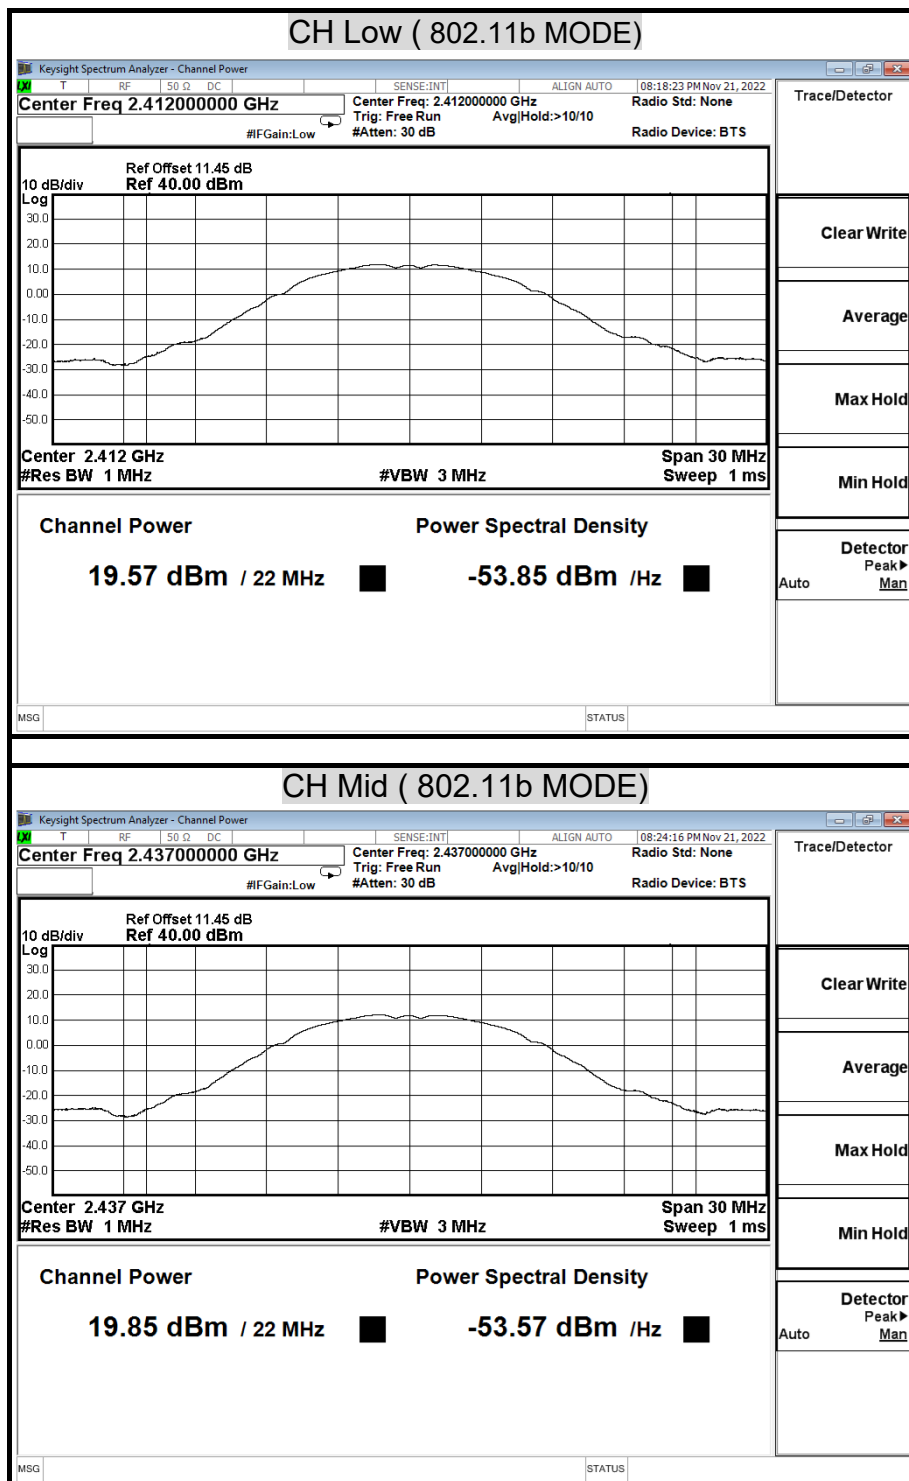 CH Low ( 802.11b MODE)
Keysight Spectrum Analyzer - Channel Power
LXI T RF 50 Ω DC SENSE:INT ALIGN AUTO 08:18:23 PM Nov 21, 2022
Center Freq 2.412000000 GHz
Center Freq: 2.412000000 GHz Radio Std: None
Trig: Free Run Avg|Hold:>10/10
#IFGain:Low #Atten: 30 dB Radio Device: BTS
Trace/Detector
Ref Offset 11.45 dB
10 dB/div Ref 40.00 dBm
Log
30.0
20.0
10.0
0.00
-10.0
-20.0
-30.0
-40.0
-50.0
Center 2.412 GHz Span 30 MHz
#Res BW 1 MHz #VBW 3 MHz Sweep 1 ms
Clear Write
Average
Max Hold
Min Hold
Detector
Peak▶
Auto Man
Channel Power Power Spectral Density
19.57 dBm / 22 MHz -53.85 dBm /Hz
MSG STATUS
CH Mid ( 802.11b MODE)
Keysight Spectrum Analyzer - Channel Power
LXI T RF 50 Ω DC SENSE:INT ALIGN AUTO 08:24:16 PM Nov 21, 2022
Center Freq 2.437000000 GHz
Center Freq: 2.437000000 GHz Radio Std: None
Trig: Free Run Avg|Hold:>10/10
#IFGain:Low #Atten: 30 dB Radio Device: BTS
Trace/Detector
Ref Offset 11.45 dB
10 dB/div Ref 40.00 dBm
Log
30.0
20.0
10.0
0.00
-10.0
-20.0
-30.0
-40.0
-50.0
Center 2.437 GHz Span 30 MHz
#Res BW 1 MHz #VBW 3 MHz Sweep 1 ms
Clear Write
Average
Max Hold
Min Hold
Detector
Peak▶
Auto Man
Channel Power Power Spectral Density
19.85 dBm / 22 MHz -53.57 dBm /Hz
MSG STATUS